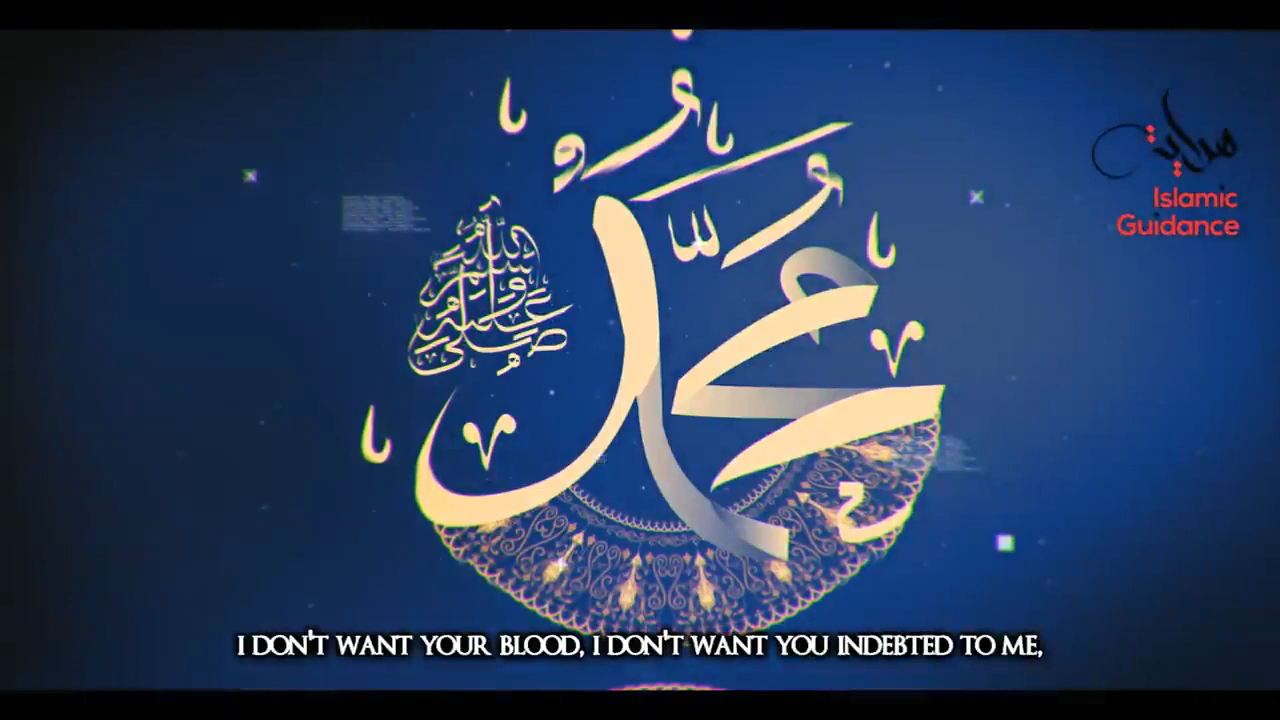 محمد
صلى الله عليه وسلم
هداية
Islamic
Guidance
I DON'T WANT YOUR BLOOD, I DON'T WANT YOU INDEBTED TO ME,